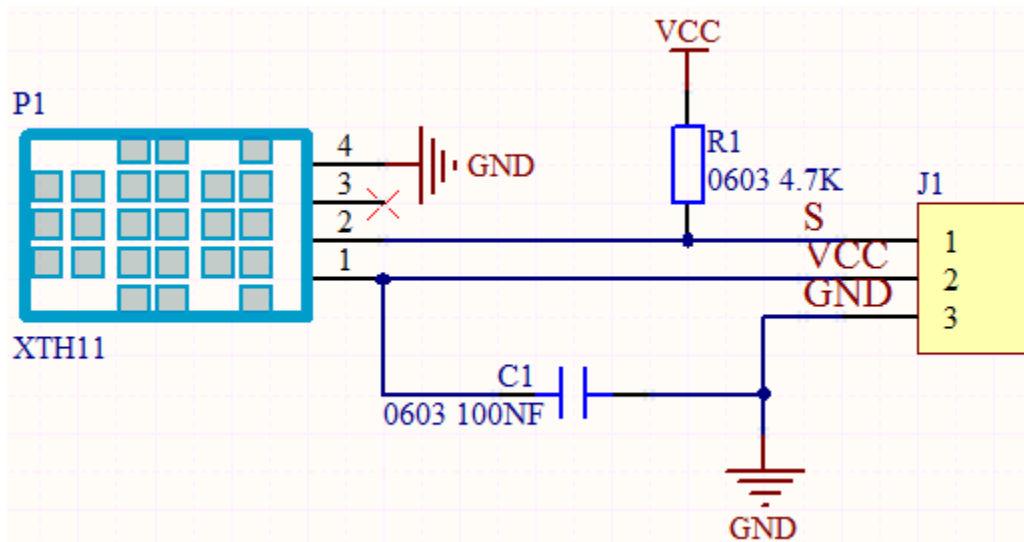 VCC
P1
4
GND
3
2
1
XTH11
R1
0603 4.7K
J1
S
VCC
GND
1
2
3
C1
0603 100NF
GND